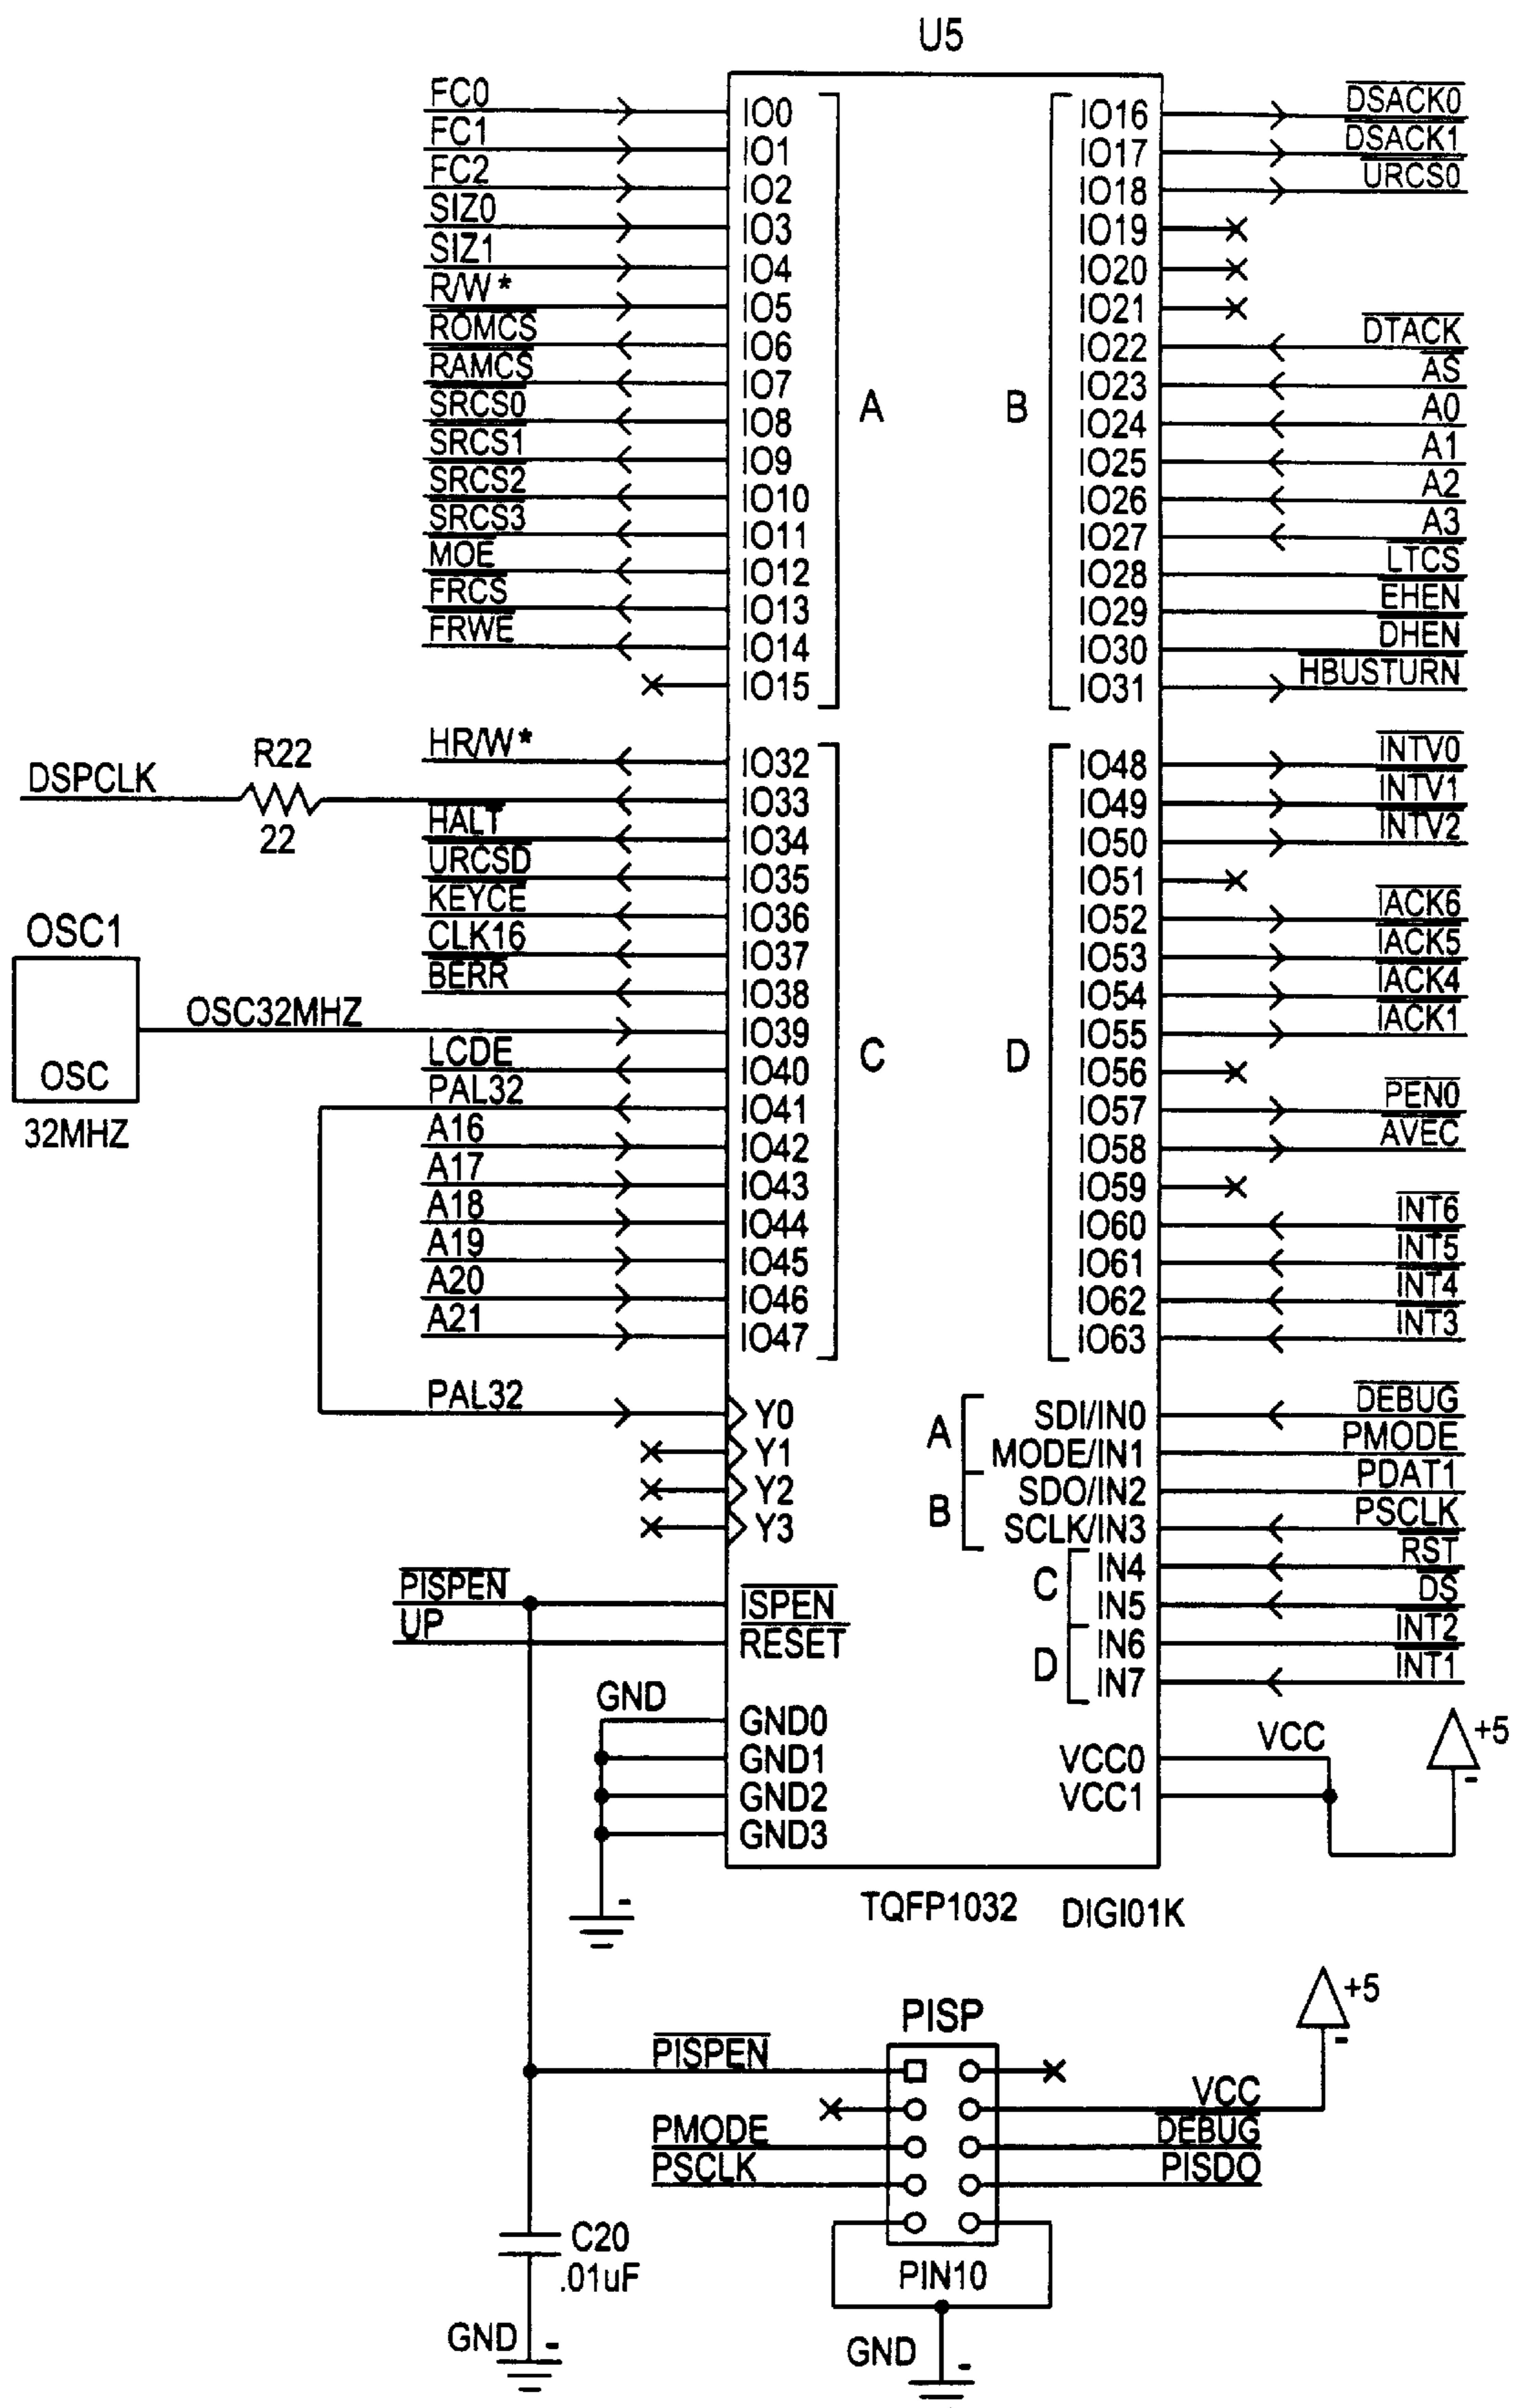 U5
FC0 IO0 IO16 DSACK0
FC1 IO1 IO17 DSACK1
FC2 IO2 IO18 URCS0
SIZ0 IO3 IO19
SIZ1 IO4 IO20
R/W* IO5 IO21
ROMCS IO6 IO22 DTACK
RAMCS IO7 IO23 AS
SRCS0 IO8 A B IO24 A0
SRCS1 IO9 IO25 A1
SRCS2 IO10 IO26 A2
SRCS3 IO11 IO27 A3
MOE IO12 IO28 LTCS
FRCS IO13 IO29 EHEN
FRWE IO14 IO30 DHEN
IO15 IO31 HBUSTURN
HR/W* IO32 IO48 INTV0
DSPCLK R22 22 IO33 IO49 INTV1
HALT IO34 IO50 INTV2
URCSD IO35 IO51
KEYCE IO36 IO52 IACK6
OSC1 CLK16 IO37 IO53 IACK5
BERR IO38 IO54 IACK4
OSC32MHZ IO39 IO55 IACK1
OSC LCDE IO40 C D IO56
32MHZ PAL32 IO41 IO57 PEN0
A16 IO42 IO58 AVEC
A17 IO43 IO59
A18 IO44 IO60 INT6
A19 IO45 IO61 INT5
A20 IO46 IO62 INT4
A21 IO47 IO63 INT3
PAL32 Y0 A SDI/IN0 DEBUG
Y1 MODE/IN1 PMODE
Y2 B SDO/IN2 PDAT1
Y3 SCLK/IN3 PSCLK
C IN4 RST
PISPEN ISPEN IN5 DS
UP RESET D IN6 INT2
IN7 INT1
GND GND0
GND1 VCC0 VCC +5
GND2 VCC1
GND3
TQFP1032 DIGI01K
PISP +5
PISPEN
VCC
PMODE DEBUG
PSCLK PISDO
C20
.01uF PIN10
GND GND